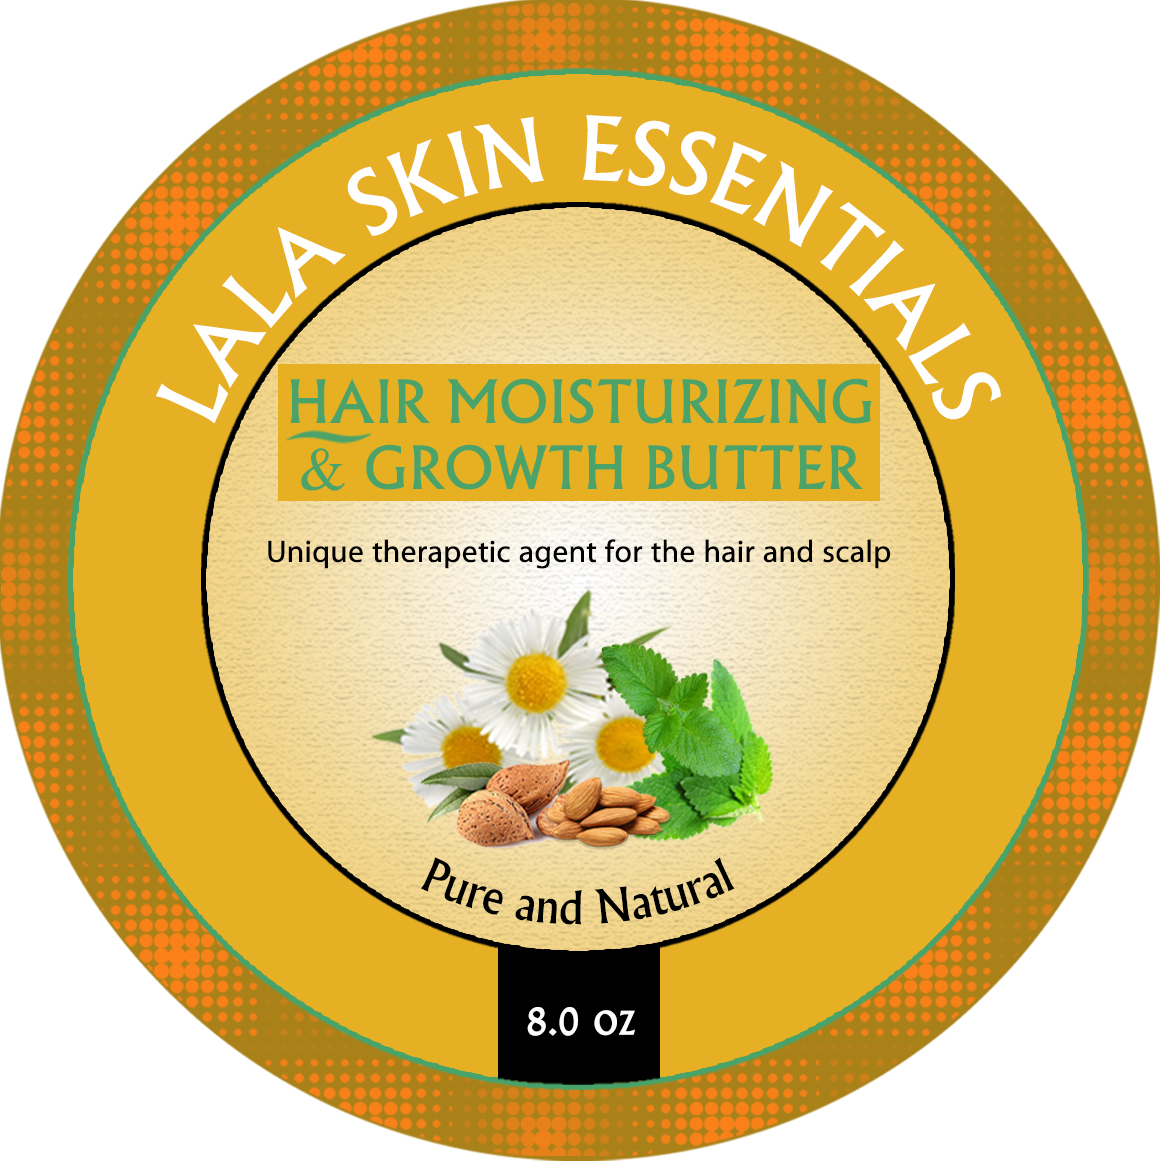 LALA SKIN ESSENTIALS
HAIR MOISTURIZING
& GROWTH BUTTER
Unique therapetic agent for the hair and scalp
Pure and Natural
8.0 oz